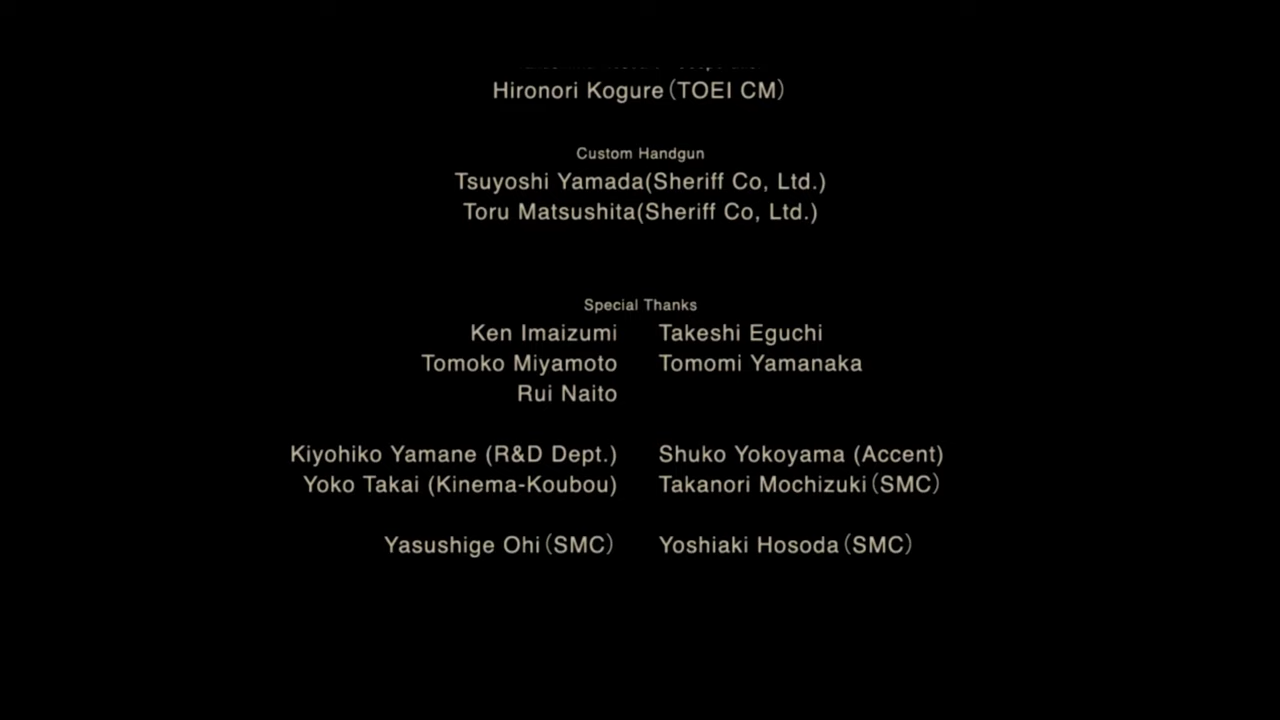 Hironori Kogure（TOEI CM）
Custom Handgun
Tsuyoshi Yamada(Sheriff Co, Ltd.)
Toru Matsushita(Sheriff Co, Ltd.)
Special Thanks
Ken Imaizumi Takeshi Eguchi
Tomoko Miyamoto Tomomi Yamanaka
Rui Naito
Kiyohiko Yamane (R&D Dept.) Shuko Yokoyama (Accent)
Yoko Takai (Kinema-Koubou) Takanori Mochizuki（SMC）
Yasushige Ohi（SMC） Yoshiaki Hosoda（SMC）